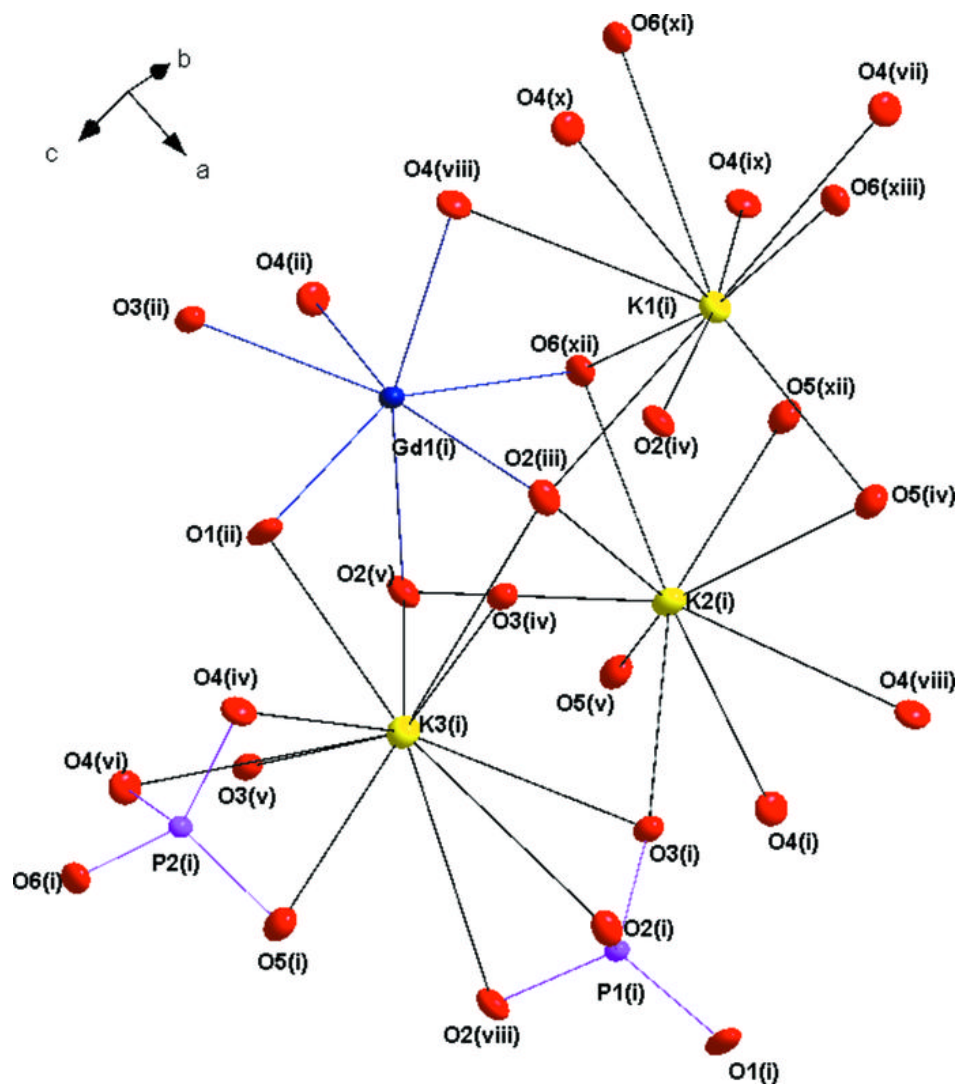 O6(xi)
b
O4(vii)
O4(x)
c
a
O4(ix)
O6(xiii)
O4(viii)
O4(ii)
O3(ii)
K1(i)
O6(xii)
O5(xii)
Gd1(i)
O2(iv)
O2(iii)
O5(iv)
O1(ii)
O2(v)
K2(i)
O3(iv)
O4(iv)
O5(v)
O4(viii)
K3(i)
O4(vi)
O3(v)
O4(i)
P2(i)
O3(i)
O6(i)
O2(i)
O5(i)
P1(i)
O2(viii)
O1(i)